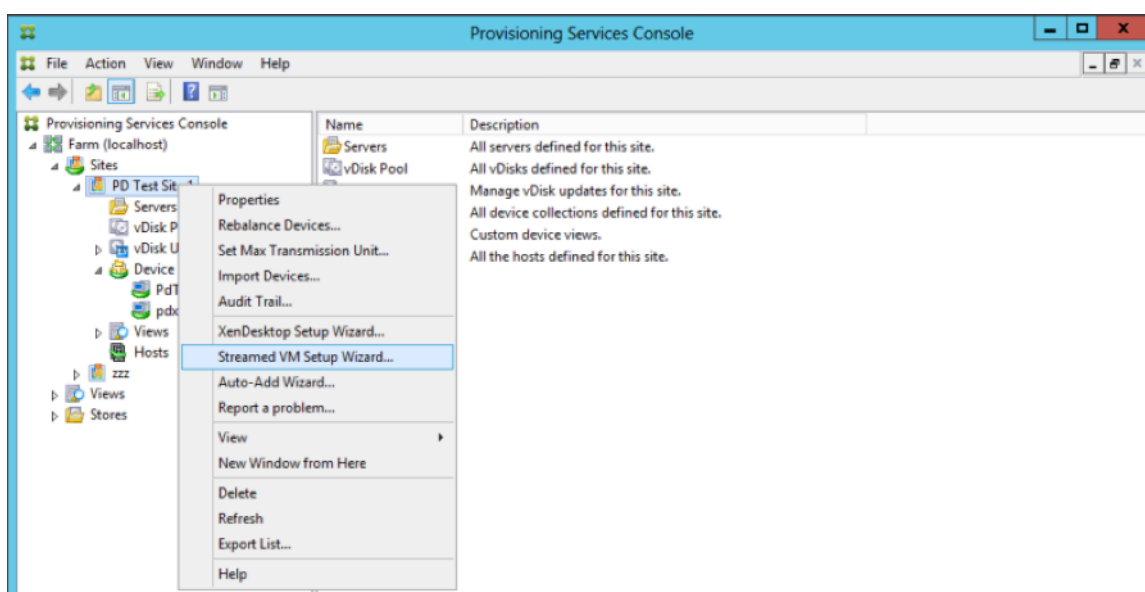 Provisioning Services Console
File Action View Window Help
Provisioning Services Console
Farm (localhost)
Sites
PD Test
Servers
vDisk P
vDisk U
Device
PdT
pdx
Views
Hosts
zzz
Views
Stores
Name Description
Servers All servers defined for this site.
vDisk Pool All vDisks defined for this site.
Manage vDisk updates for this site.
All device collections defined for this site.
Custom device views.
All the hosts defined for this site.
Properties
Rebalance Devices...
Set Max Transmission Unit...
Import Devices...
Audit Trail...
XenDesktop Setup Wizard...
Streamed VM Setup Wizard...
Auto-Add Wizard...
Report a problem...
View
New Window from Here
Delete
Refresh
Export List...
Help